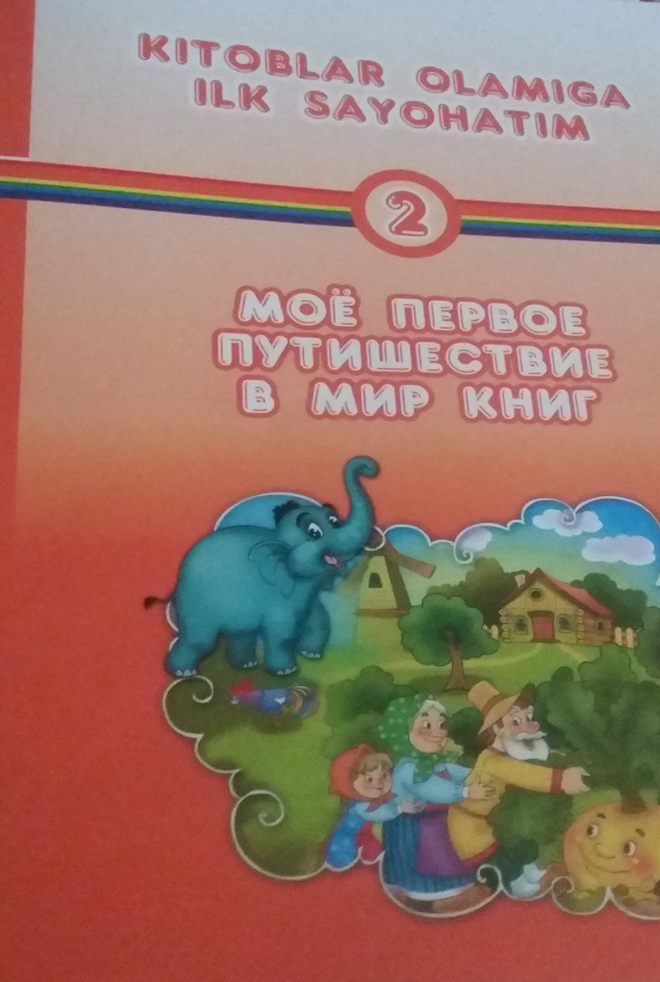 KITOBLAR OLAMIGA
ILK SAYOHATIM
2
МОЁ ПЕРВОЕ
ПУТИШЕСТВИЕ
В МИР КНИГ